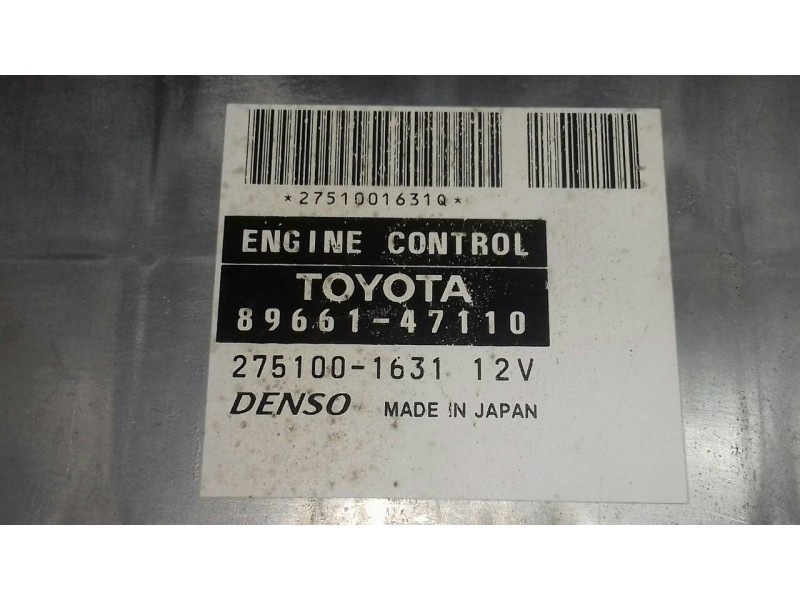 *2751001631Q*
ENGINE CONTROL
TOYOTA
89661-47110
275100-1631 12V
DENSO MADE IN JAPAN